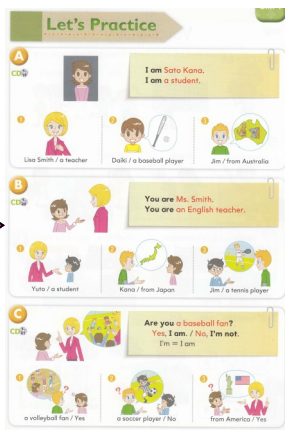 Let's Practice
A
CD
I am Sato Kana.
I am a student.
1
2
3
Lisa Smith / a teacher
Daiki / a baseball player
Jim / from Australia
B
CD
You are Ms. Smith.
You are an English teacher.
1
2
3
Yuto / a student
Kana / from Japan
Jim / a tennis player
C
CD
Are you a baseball fan?
Yes, I am. / No, I'm not.
I'm = I am
1
2
3
a volleyball fan / Yes
a soccer player / No
from America / Yes